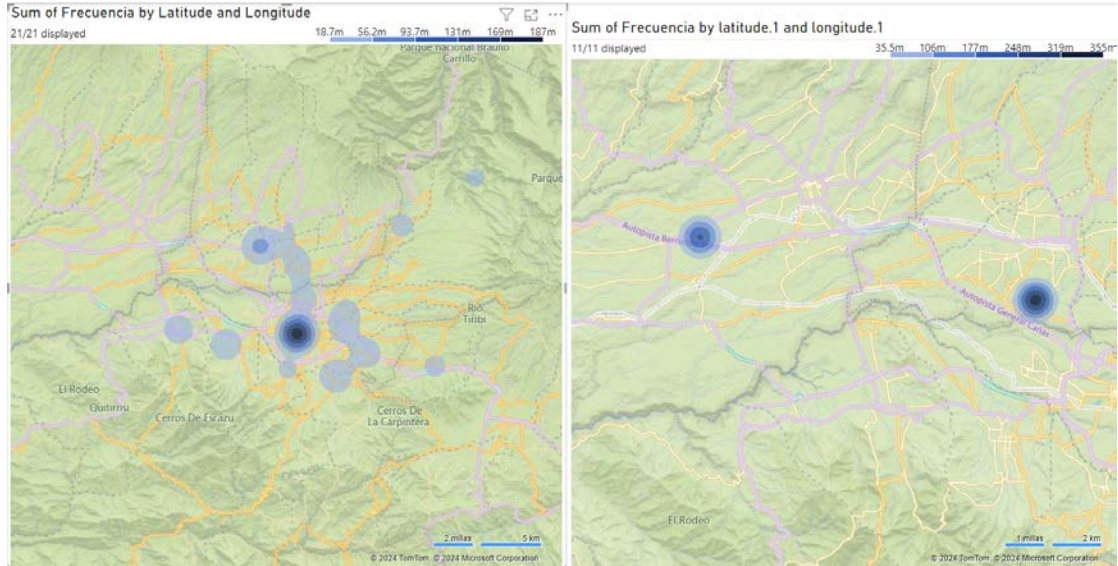 Sum of Frecuencia by Latitude and Longitude
21/21 displayed
18.7m 56.2m 93.7m 131m 169m 187m
Parque nacional Braulio
Carrillo
Parque
Río
Tiribí
El Rodeo
Quitirrisí
Cerros De Escazu
Cerros De
La Carpintera
2 millas 5 km
© 2024 TomTom, © 2024 Microsoft Corporation
Sum of Frecuencia by latitude.1 and longitude.1
11/11 displayed
35.5m 106m 177m 248m 319m 355m
Autopista
Autopista General Cañas
El Rodeo
1 millas 2 km
© 2024 TomTom, © 2024 Microsoft Corporation